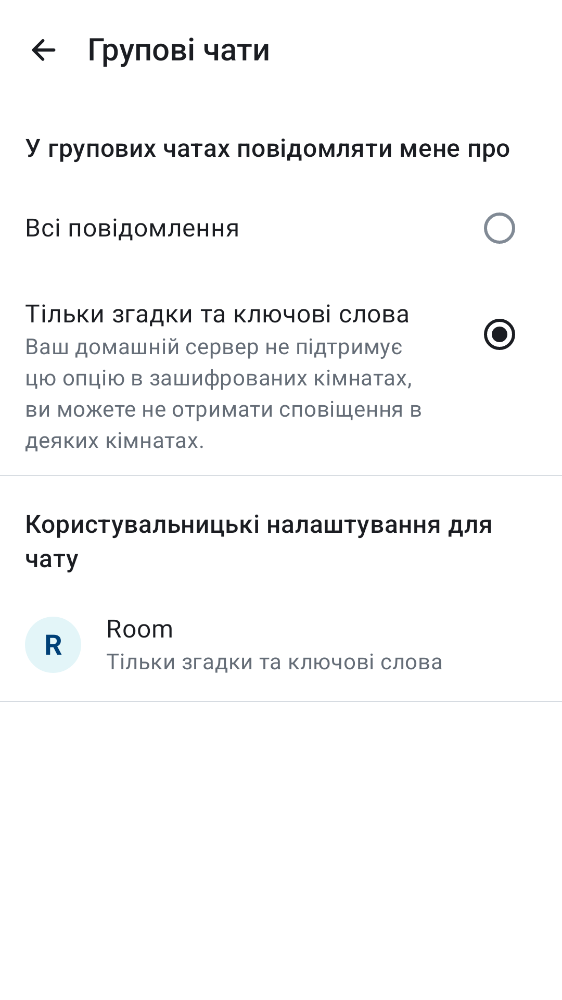 Групові чати
У групових чатах повідомляти мене про
Всі повідомлення
Тільки згадки та ключові слова
Ваш домашній сервер не підтримує
цю опцію в зашифрованих кімнатах,
ви можете не отримати сповіщення в
деяких кімнатах.
Користувальницькі налаштування для
чату
R
Room
Тільки згадки та ключові слова